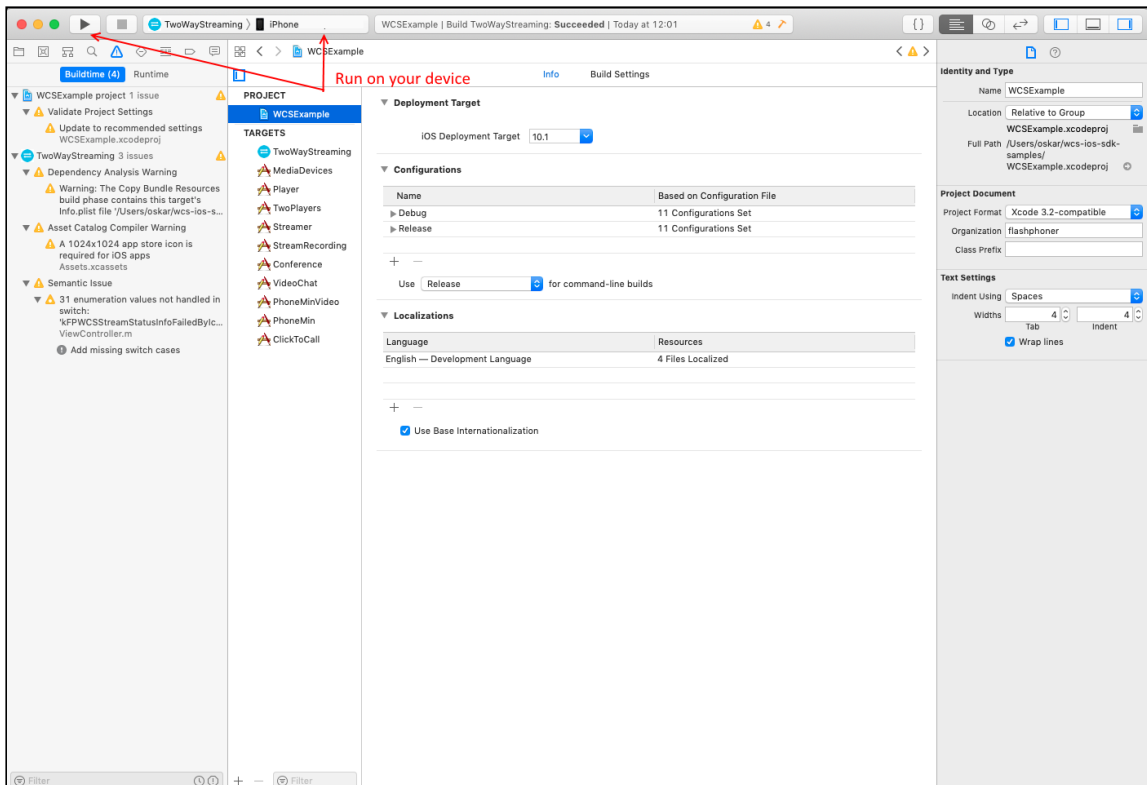 TwoWayStreaming
iPhone
WCSExample | Build TwoWayStreaming: Succeeded | Today at 12:01
4
{ }
WCSExample
Buildtime (4)
Runtime
Run on your device
Info
Build Settings
WCSExample project 1 issue
Validate Project Settings
Update to recommended settings
WCSExample.xcodeproj
TwoWayStreaming 3 issues
Dependency Analysis Warning
Warning: The Copy Bundle Resources
build phase contains this target's
Info.plist file '/Users/oskar/wcs-ios-s...
Asset Catalog Compiler Warning
A 1024x1024 app store icon is
required for iOS apps
Assets.xcassets
Semantic Issue
31 enumeration values not handled in
switch:
'kFPWCSStreamStatusInfoFailedByIc...
ViewController.m
Add missing switch cases
Filter
PROJECT
WCSExample
TARGETS
TwoWayStreaming
MediaDevices
Player
TwoPlayers
Streamer
StreamRecording
Conference
VideoChat
PhoneMinVideo
PhoneMin
ClickToCall
Filter
Deployment Target
iOS Deployment Target 10.1
Configurations
Name Based on Configuration File
Debug 11 Configurations Set
Release 11 Configurations Set
Use Release for command-line builds
Localizations
Language Resources
English — Development Language 4 Files Localized
Use Base Internationalization
Identity and Type
Name WCSExample
Location Relative to Group
WCSExample.xcodeproj
Full Path /Users/oskar/wcs-ios-sdk-
samples/
WCSExample.xcodeproj
Project Document
Project Format Xcode 3.2-compatible
Organization flashphoner
Class Prefix
Text Settings
Indent Using Spaces
Widths 4 4
Tab Indent
Wrap lines